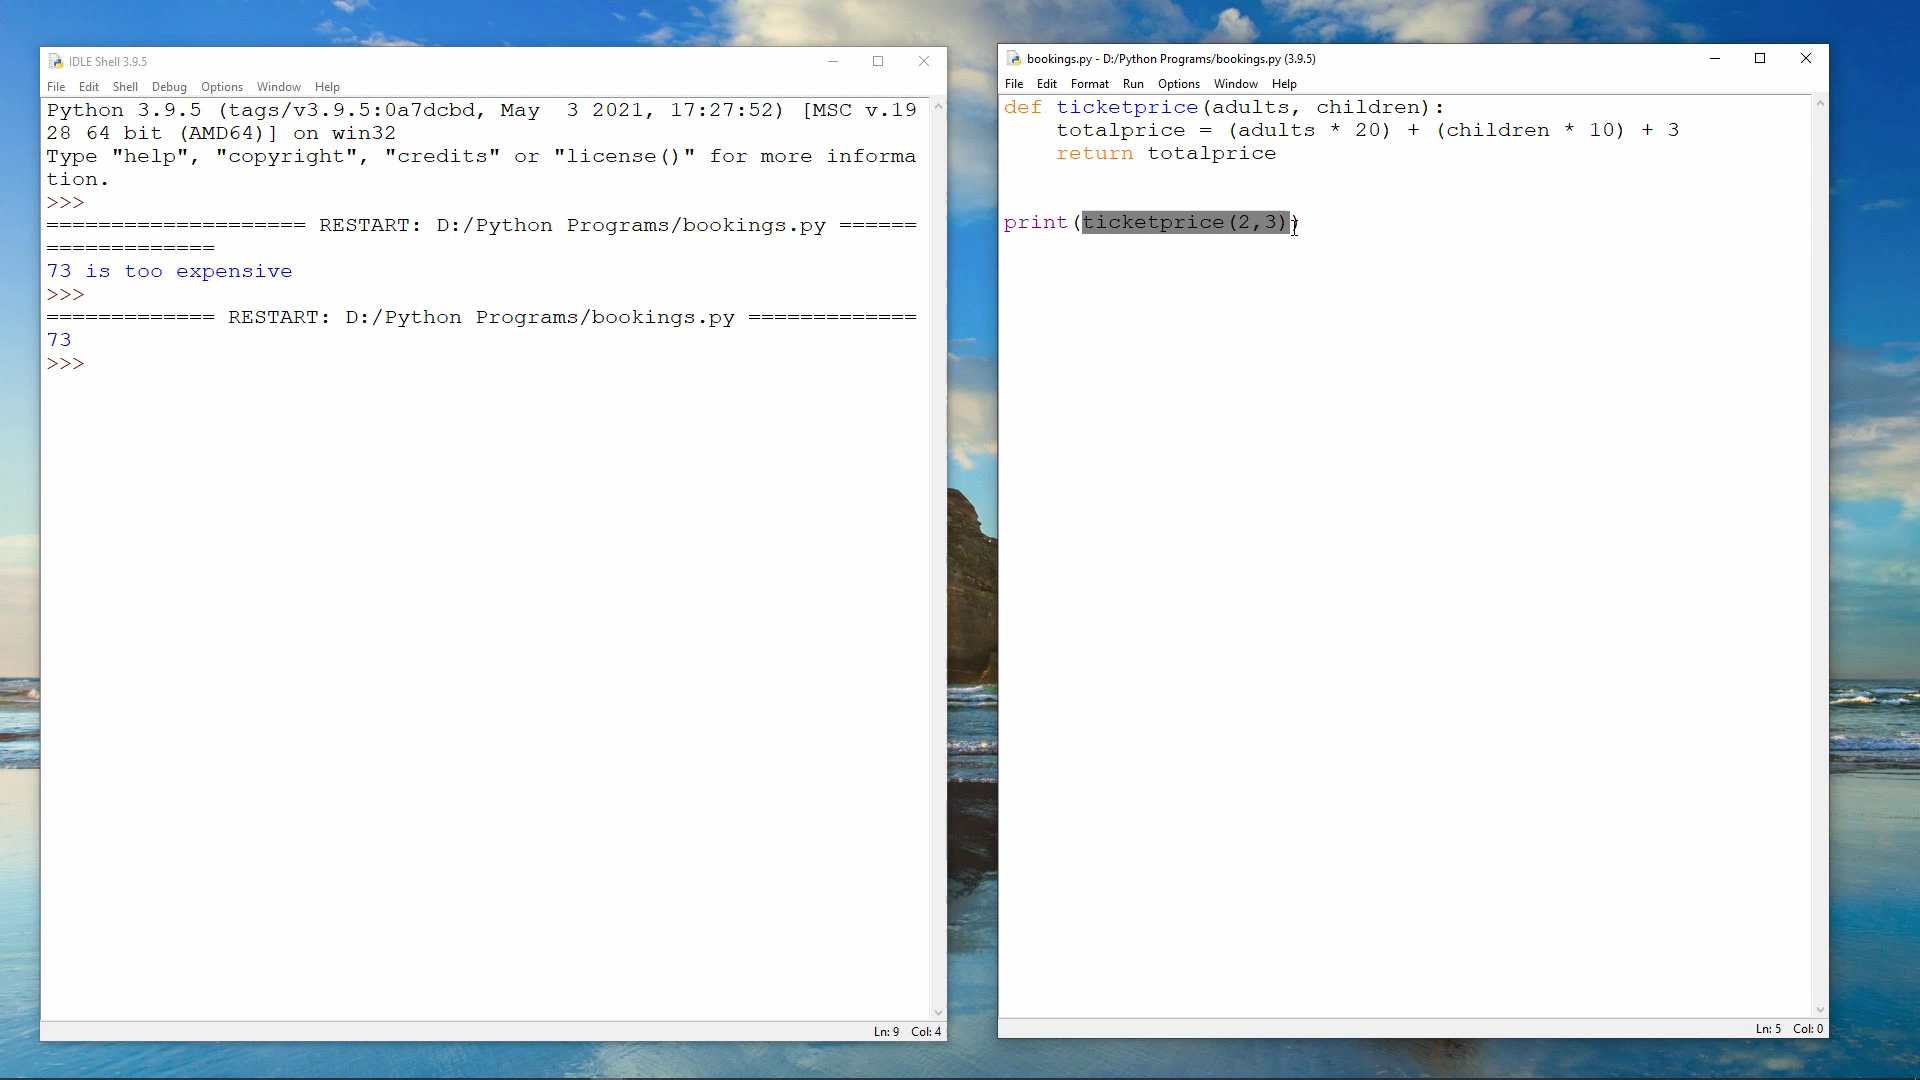 IDLE Shell 3.9.5
File Edit Shell Debug Options Window Help
Python 3.9.5 (tags/v3.9.5:0a7dcbd, May  3 2021, 17:27:52) [MSC v.19
28 64 bit (AMD64)] on win32
Type "help", "copyright", "credits" or "license()" for more informa
tion.
>>>
==================== RESTART: D:/Python Programs/bookings.py ======
=============
73 is too expensive
>>>
============= RESTART: D:/Python Programs/bookings.py =============
73
>>>
Ln: 9 Col: 4
bookings.py - D:/Python Programs/bookings.py (3.9.5)
File Edit Format Run Options Window Help
def ticketprice(adults, children):
    totalprice = (adults * 20) + (children * 10) + 3
    return totalprice
print(ticketprice(2,3))
Ln: 5 Col: 0